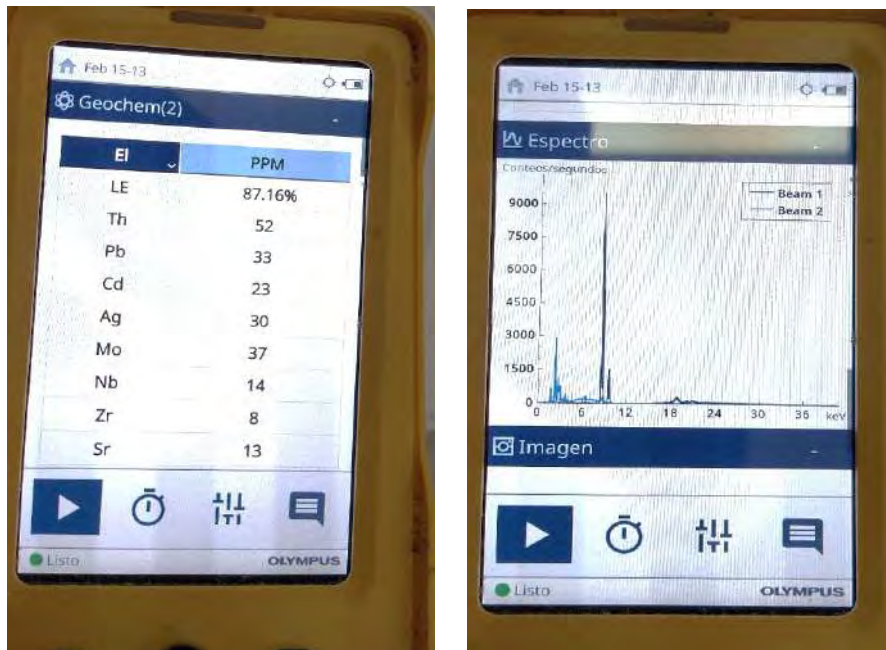 Feb 15-13
Geochem(2)
El PPM
LE 87.16%
Th 52
Pb 33
Cd 23
Ag 30
Mo 37
Nb 14
Zr 8
Sr 13
Listo OLYMPUS
Feb 15-13
Espectro
Conteos/segundos
Beam 1
Beam 2
9000
7500
6000
4500
3000
1500
0
0 6 12 18 24 30 36 keV
Imagen
Listo OLYMPUS